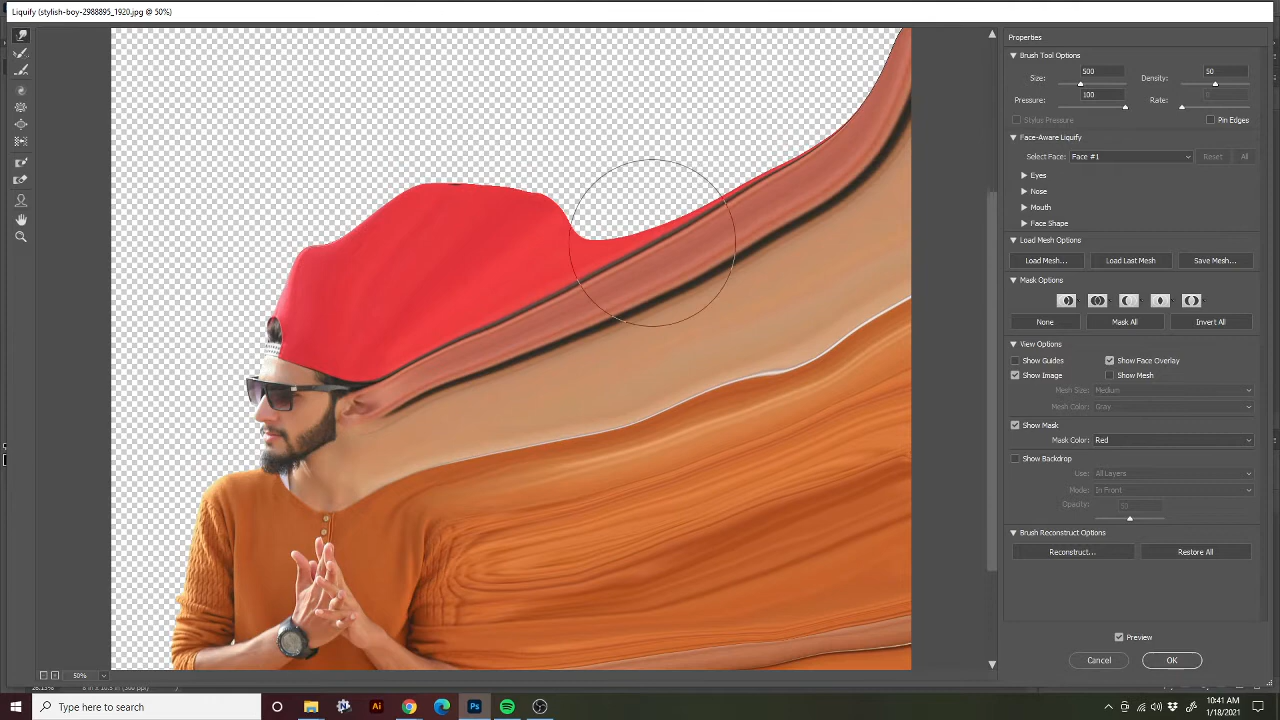 Liquify (stylish-boy-2988895_1920.jpg @ 50%)
Properties
Brush Tool Options
Size: 500 Density: 50
Pressure: 100 Rate: 0
Stylus Pressure Pin Edges
Face-Aware Liquify
Select Face: Face #1 Reset All
Eyes
Nose
Mouth
Face Shape
Load Mesh Options
Load Mesh... Load Last Mesh Save Mesh...
Mask Options
None Mask All Invert All
View Options
Show Guides Show Face Overlay
Show Image Show Mesh
Mesh Size: Medium
Mesh Color: Gray
Show Mask
Mask Color: Red
Show Backdrop
Use: All Layers
Mode: In Front
Opacity: 50
Brush Reconstruct Options
Reconstruct... Restore All
Preview
Cancel OK
50%
Type here to search
Ai
Ps
10:41 AM
1/18/2021